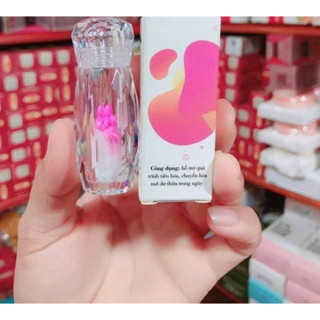 Công dụng: hỗ trợ quá
trình tiêu hóa, chuyển hóa
mỡ dư thừa trong ngày.